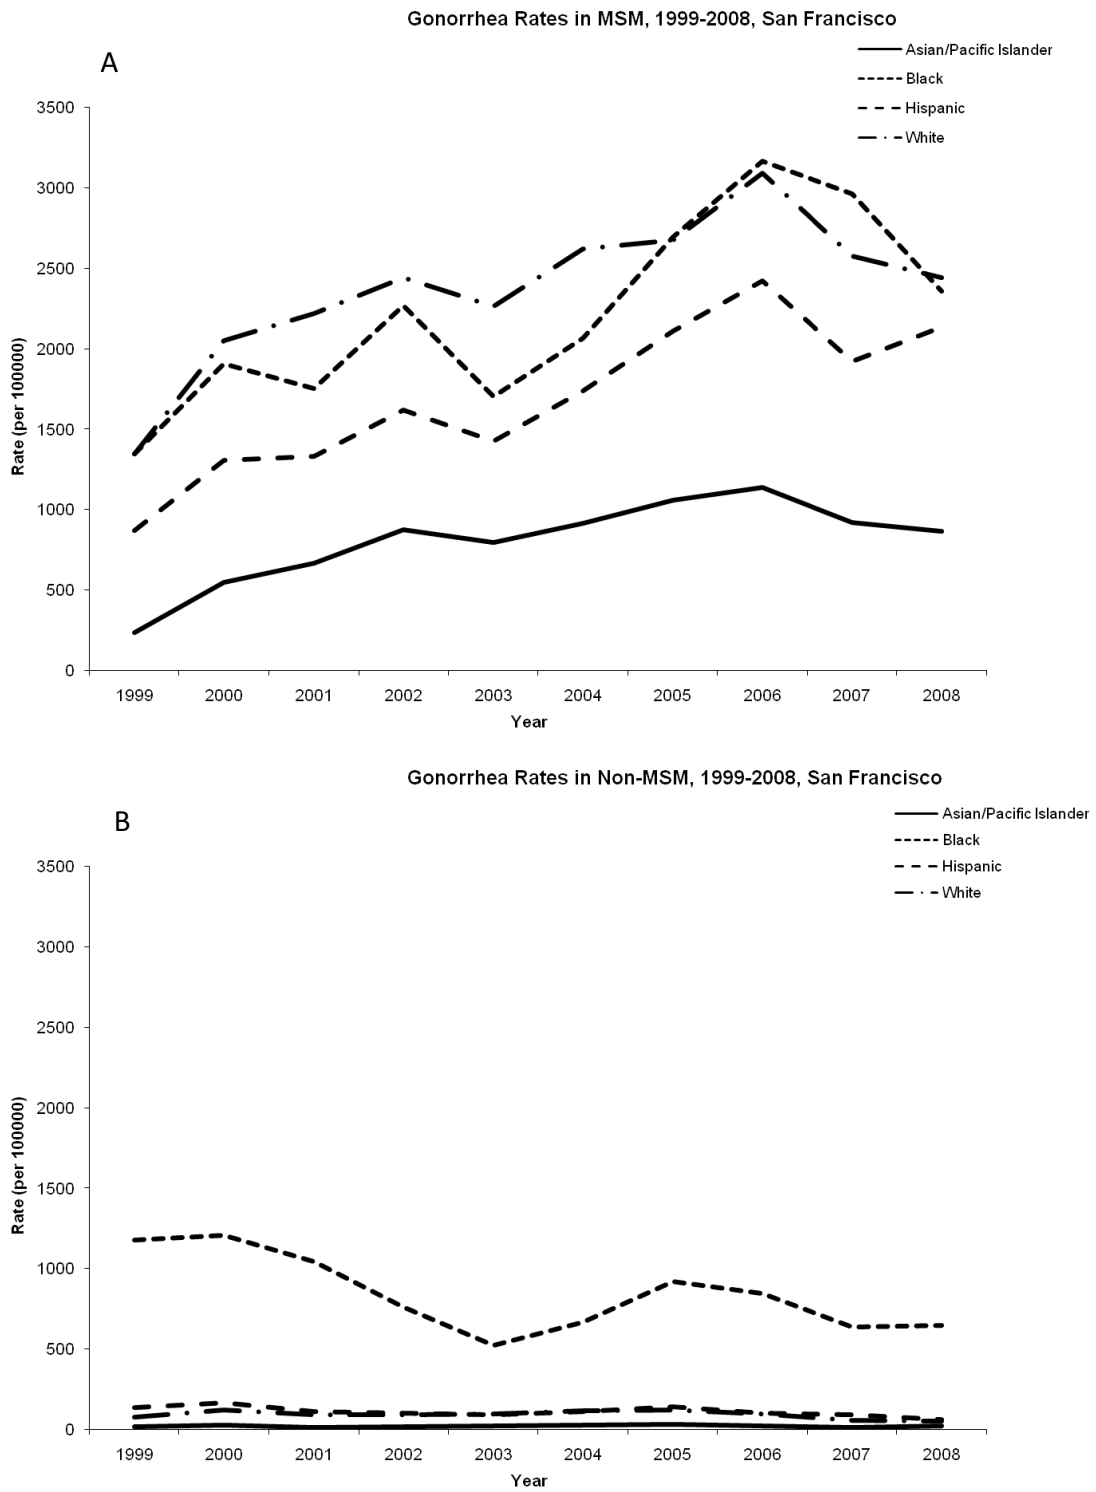 Gonorrhea Rates in MSM, 1999-2008, San Francisco
A
Asian/Pacific Islander
Black
Hispanic
White
3500
3000
2500
2000
1500
1000
500
0
Rate (per 100000)
1999 2000 2001 2002 2003 2004 2005 2006 2007 2008
Year
Gonorrhea Rates in Non-MSM, 1999-2008, San Francisco
B
Asian/Pacific Islander
Black
Hispanic
White
3500
3000
2500
2000
1500
1000
500
0
Rate (per 100000)
1999 2000 2001 2002 2003 2004 2005 2006 2007 2008
Year